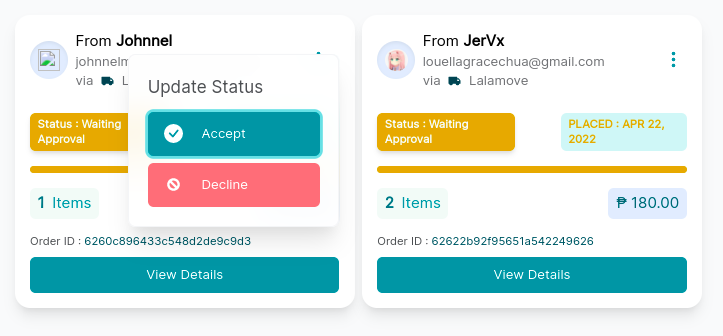 From Johnnel
johnnelm
via L
Update Status
Accept
Decline
Status : Waiting
Approval
1 Items
Order ID : 6260c896433c548d2de9c9d3
View Details
From JerVx
louellagracechua@gmail.com
via Lalamove
Status : Waiting
Approval
PLACED : APR 22,
2022
2 Items
₱ 180.00
Order ID : 62622b92f95651a542249626
View Details